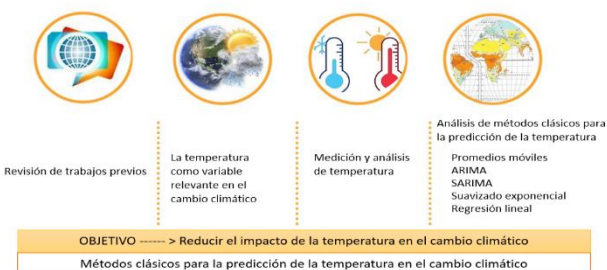 Revisión de trabajos previos
La temperatura
como variable
relevante en el
cambio climático
Medición y análisis
de temperatura
Análisis de métodos clásicos para
la predicción de la temperatura
Promedios móviles
ARIMA
SARIMA
Suavizado exponencial
Regresión lineal
OBJETIVO ------ > Reducir el impacto de la temperatura en el cambio climático
Métodos clásicos para la predicción de la temperatura en el cambio climático